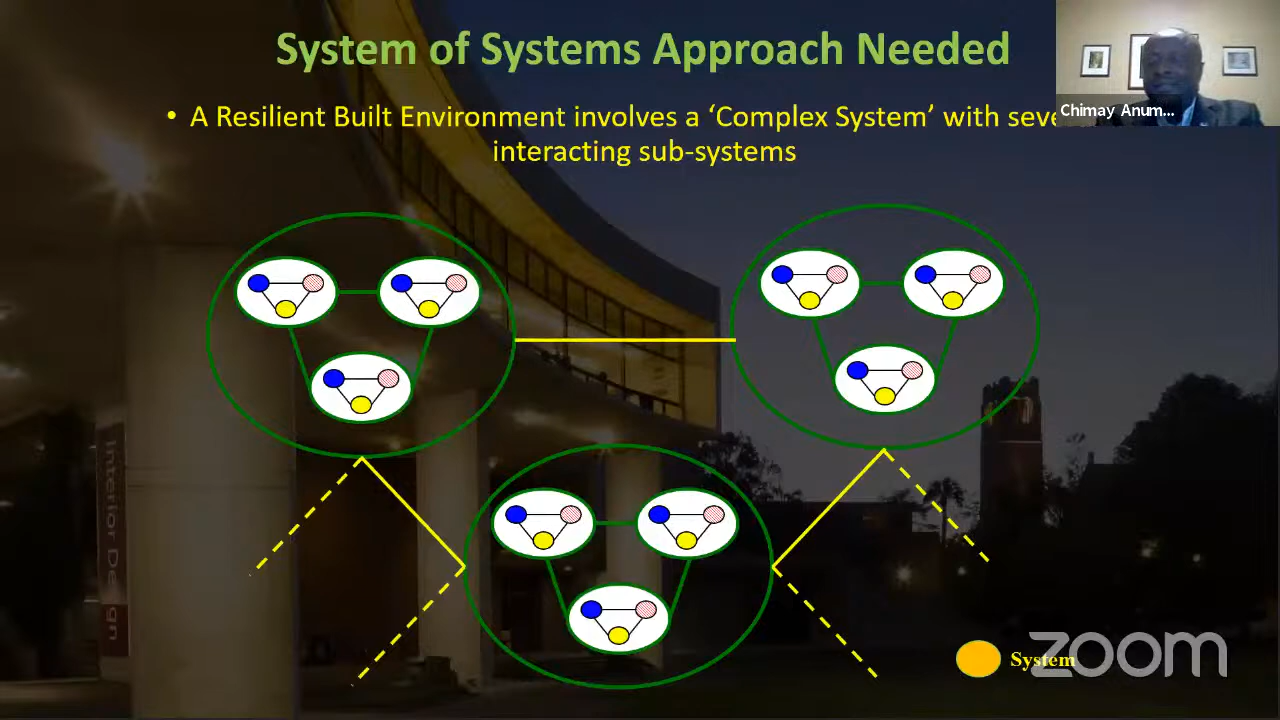 System of Systems Approach Needed
Chimay Anum...
• A Resilient Built Environment involves a ‘Complex System’ with seve
interacting sub-systems
Interior Design
System
zoom